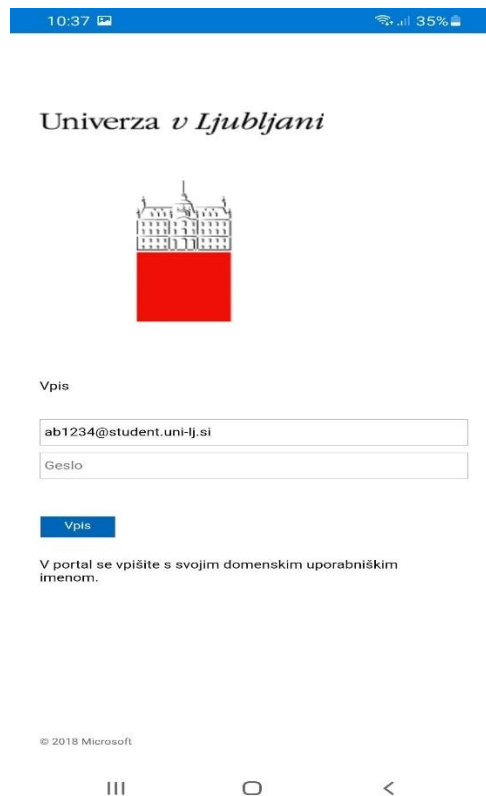 10:37 35%
Univerza v Ljubljani
Vpis
ab1234@student.uni-lj.si
Geslo
Vpis
V portal se vpišite s svojim domenskim uporabniškim
imenom.
© 2018 Microsoft